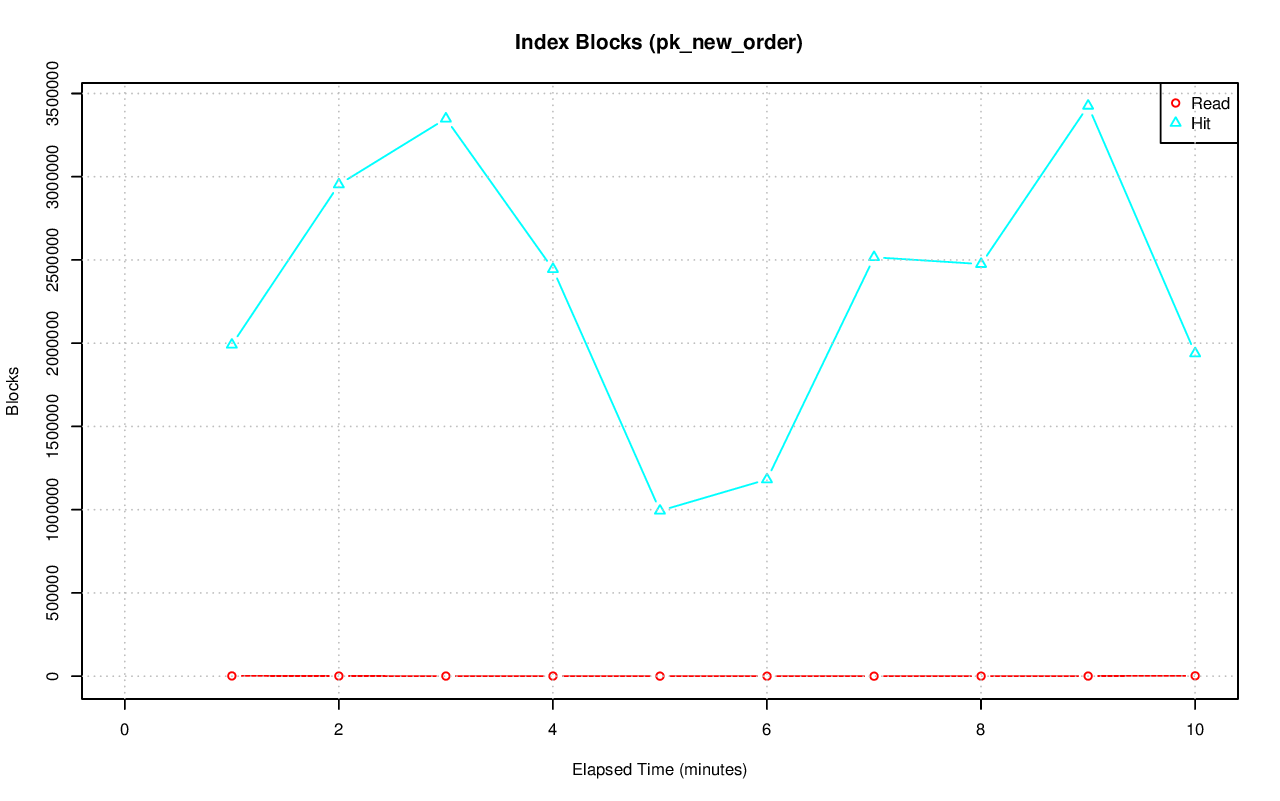 Index Blocks (pk_new_order)
3500000
3000000
2500000
2000000
1500000
1000000
500000
0
Blocks
Read
Hit
0 2 4 6 8 10
Elapsed Time (minutes)